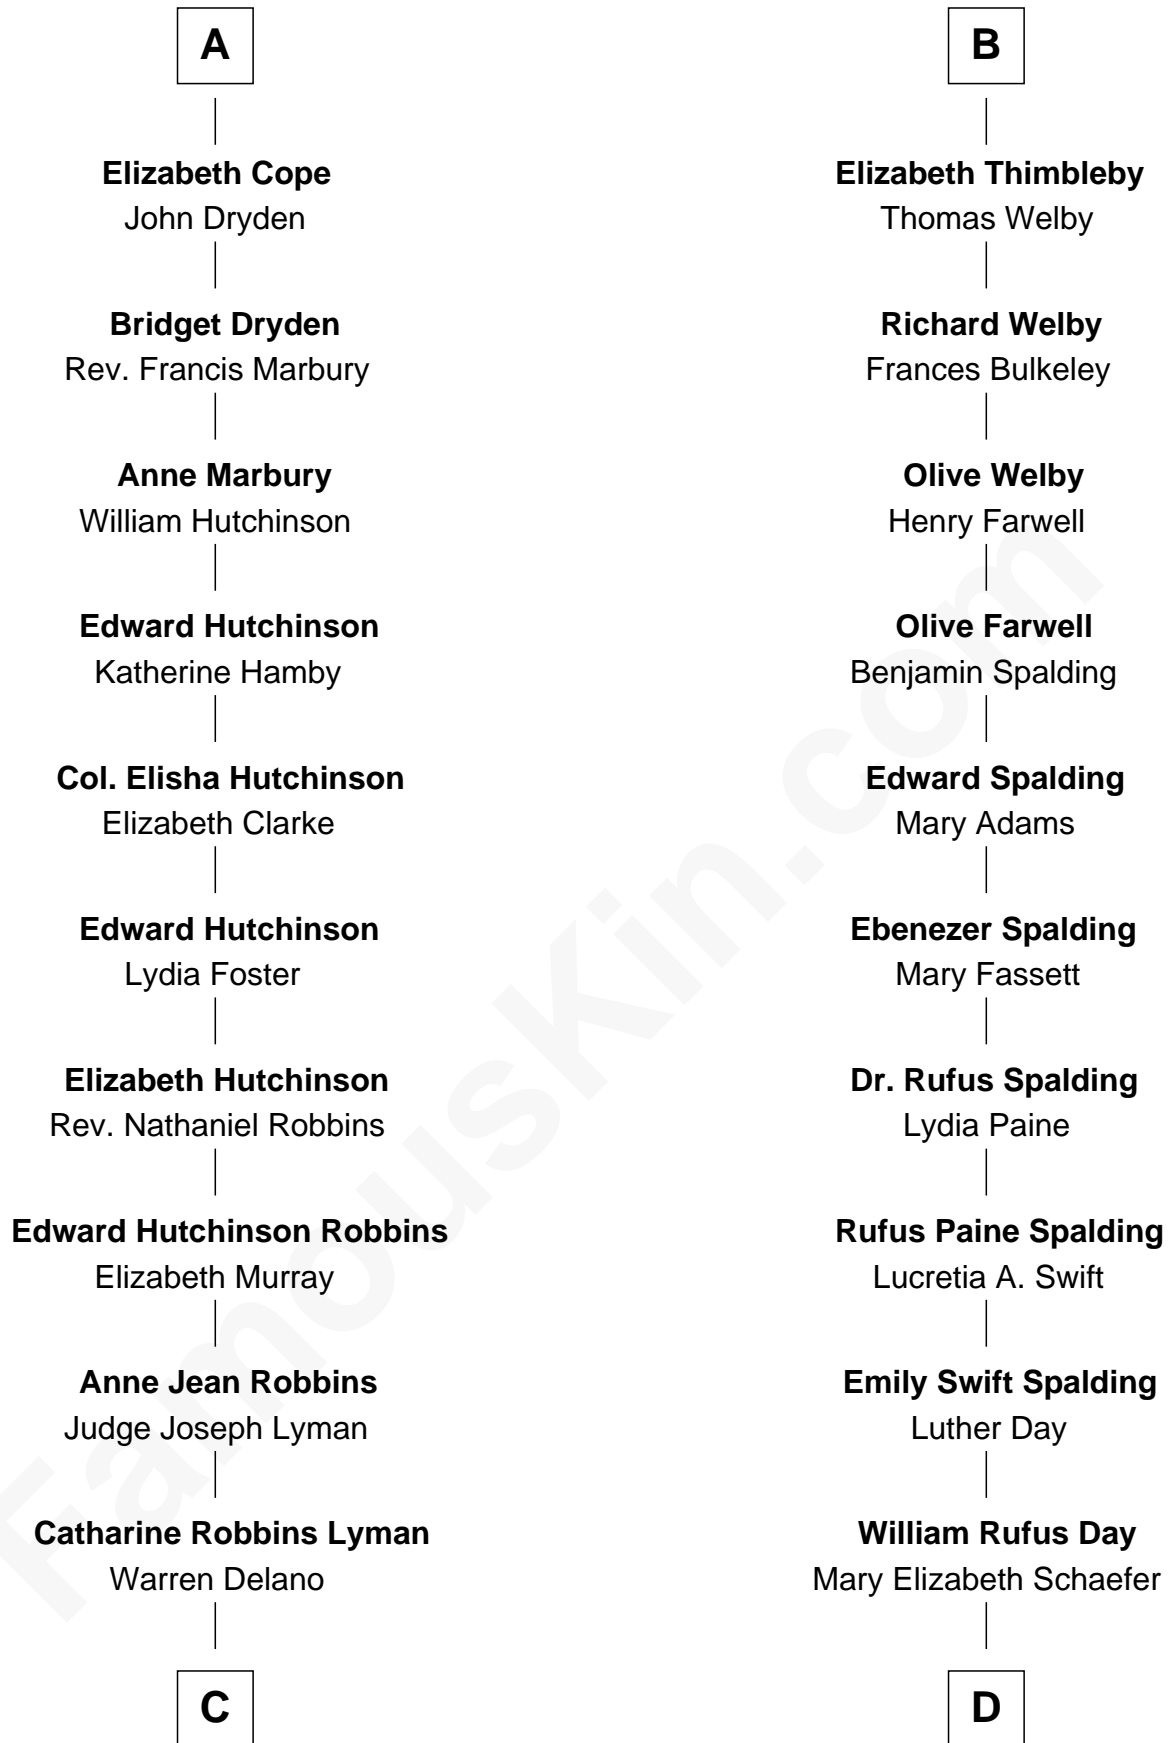 A
Elizabeth Cope
John Dryden
Bridget Dryden
Rev. Francis Marbury
Anne Marbury
William Hutchinson
Edward Hutchinson
Katherine Hamby
Col. Elisha Hutchinson
Elizabeth Clarke
Edward Hutchinson
Lydia Foster
Elizabeth Hutchinson
Rev. Nathaniel Robbins
Edward Hutchinson Robbins
Elizabeth Murray
Anne Jean Robbins
Judge Joseph Lyman
Catharine Robbins Lyman
Warren Delano
C
B
Elizabeth Thimbleby
Thomas Welby
Richard Welby
Frances Bulkeley
Olive Welby
Henry Farwell
Olive Farwell
Benjamin Spalding
Edward Spalding
Mary Adams
Ebenezer Spalding
Mary Fassett
Dr. Rufus Spalding
Lydia Paine
Rufus Paine Spalding
Lucretia A. Swift
Emily Swift Spalding
Luther Day
William Rufus Day
Mary Elizabeth Schaefer
D
FamousKin.com